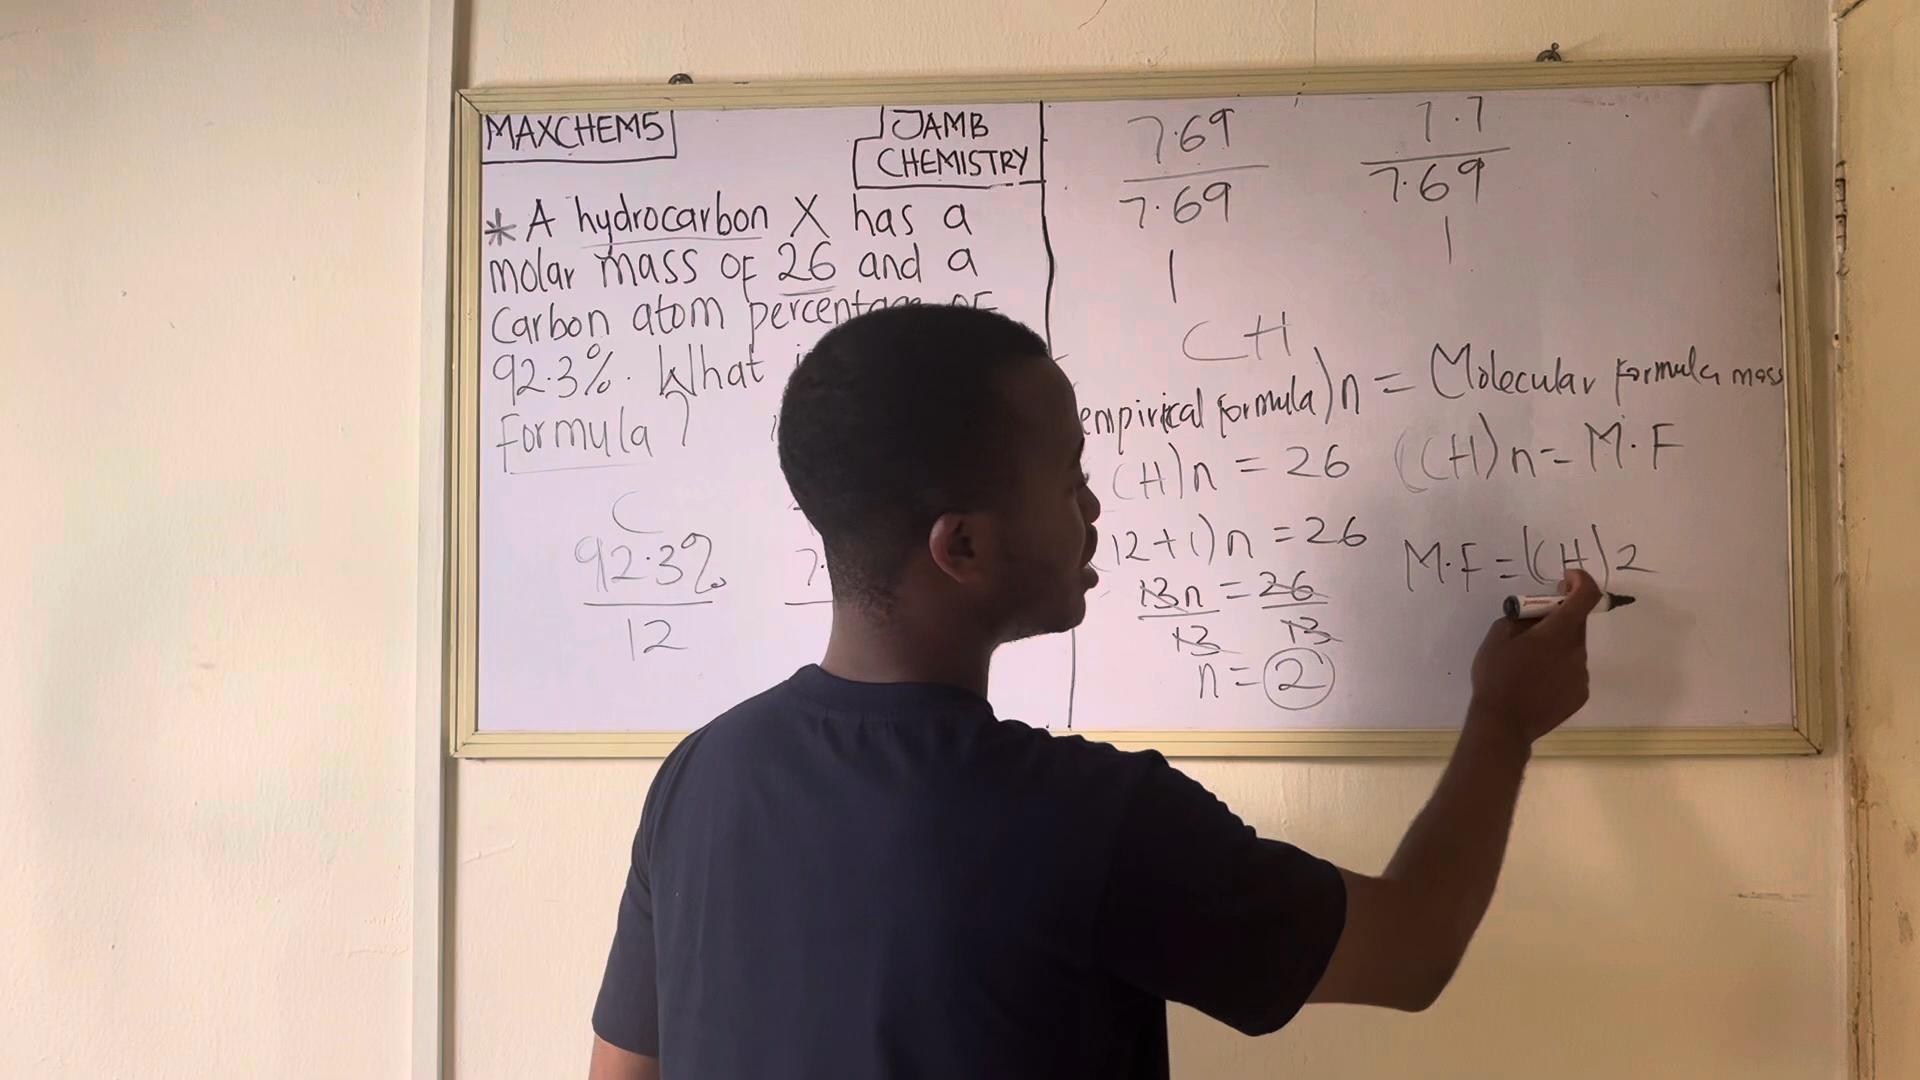 MAXCHEM5
JAMB
CHEMISTRY
* A hydrocarbon X has a
molar mass OF 26 and a
Carbon atom percentage OF
92.3%. What
Formula?
C
92.3%
12
7.
7.69
7.69
1
7.7
7.69
1
CH
empirical formula)n = Molecular formula mass
(CH)n = 26
(12+1)n = 26
13n = 26
13 13
n = 2
(CH)n = M.F
M.F = (CH)2